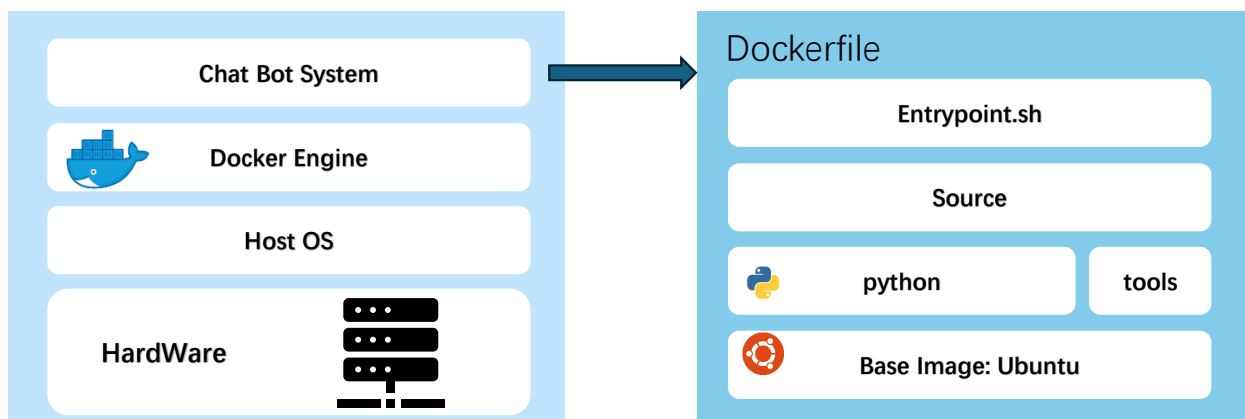 Chat Bot System
Docker Engine
Host OS
HardWare
Dockerfile
Entrypoint.sh
Source
python
tools
Base Image: Ubuntu